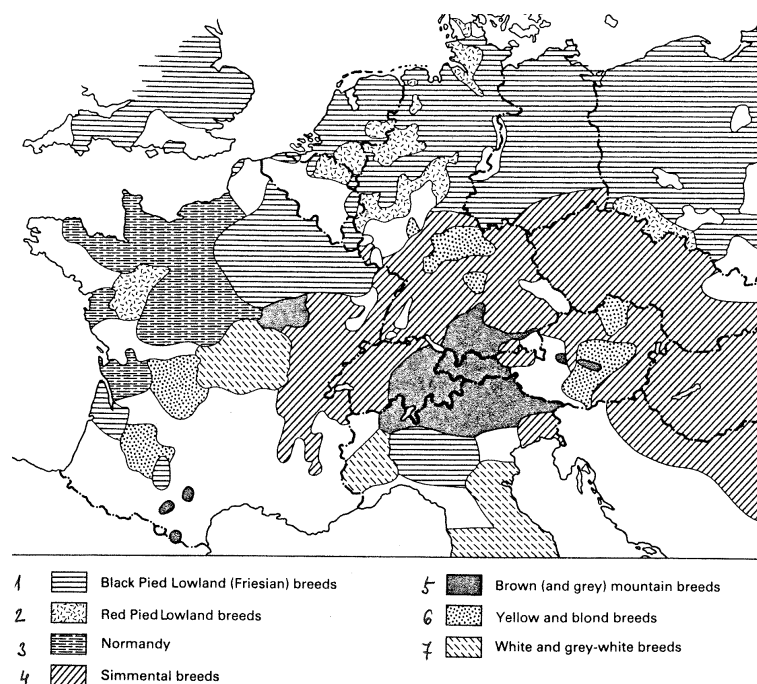 1 Black Pied Lowland (Friesian) breeds
2 Red Pied Lowland breeds
3 Normandy
4 Simmental breeds
5 Brown (and grey) mountain breeds
6 Yellow and blond breeds
7 White and grey-white breeds